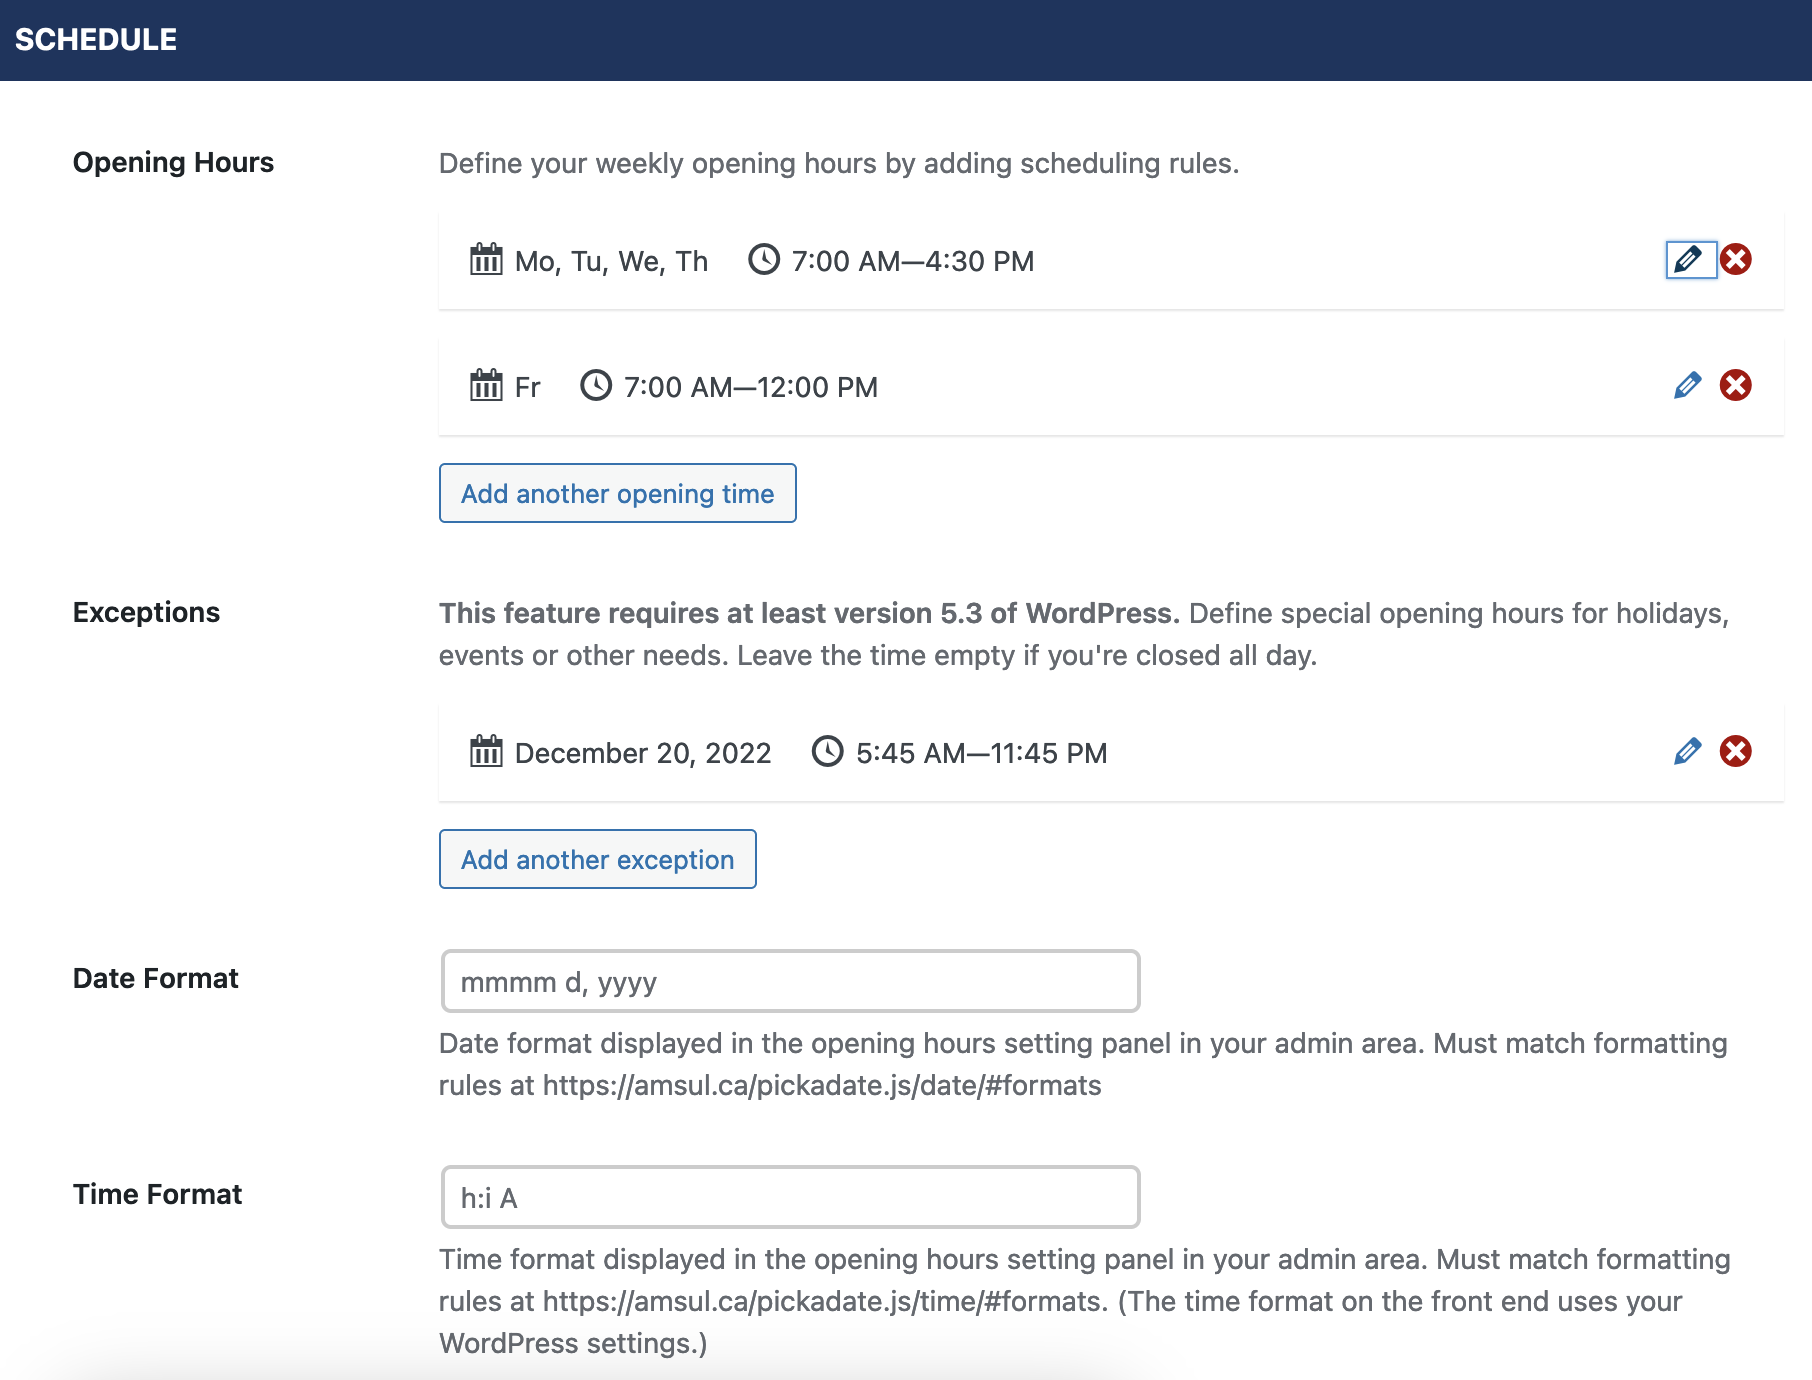 SCHEDULE
Opening Hours
Define your weekly opening hours by adding scheduling rules.
Mo, Tu, We, Th 7:00 AM—4:30 PM
Fr 7:00 AM—12:00 PM
Add another opening time
Exceptions
This feature requires at least version 5.3 of WordPress. Define special opening hours for holidays,
events or other needs. Leave the time empty if you're closed all day.
December 20, 2022 5:45 AM—11:45 PM
Add another exception
Date Format
mmmm d, yyyy
Date format displayed in the opening hours setting panel in your admin area. Must match formatting
rules at https://amsul.ca/pickadate.js/date/#formats
Time Format
h:i A
Time format displayed in the opening hours setting panel in your admin area. Must match formatting
rules at https://amsul.ca/pickadate.js/time/#formats. (The time format on the front end uses your
WordPress settings.)